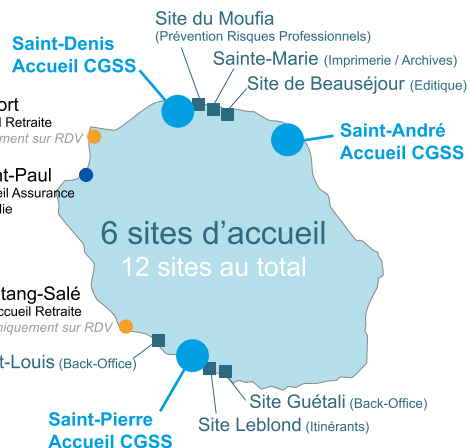 Site du Moufia
(Prévention Risques Professionnels)
Saint-Denis
Accueil CGSS
Sainte-Marie (Imprimerie / Archives)
Site de Beauséjour (Editique)
ort
l Retraite
ement sur RDV
Saint-André
Accueil CGSS
nt-Paul
eil Assurance
die
6 sites d'accueil
12 sites au total
tang-Salé
ccueil Retraite
niquement sur RDV
t-Louis (Back-Office)
Site Guétali (Back-Office)
Site Leblond (Itinérants)
Saint-Pierre
Accueil CGSS